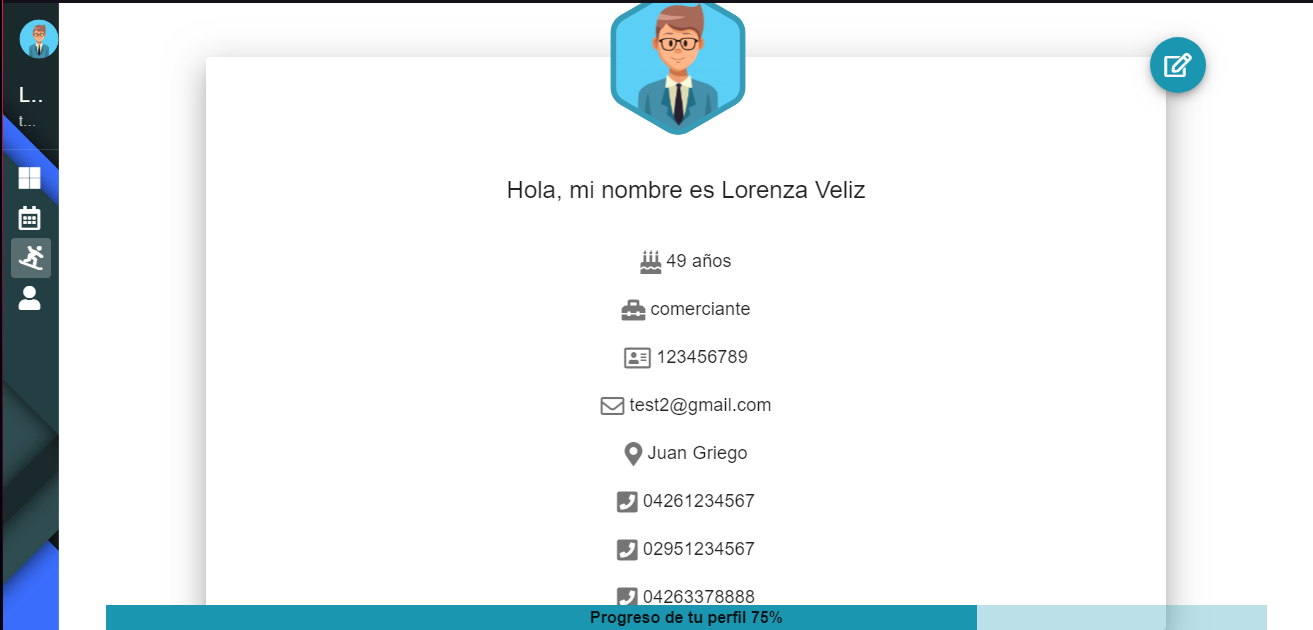 L..
t...
Hola, mi nombre es Lorenza Veliz
49 años
comerciante
123456789
test2@gmail.com
Juan Griego
04261234567
02951234567
04263378888
Progreso de tu perfil 75%